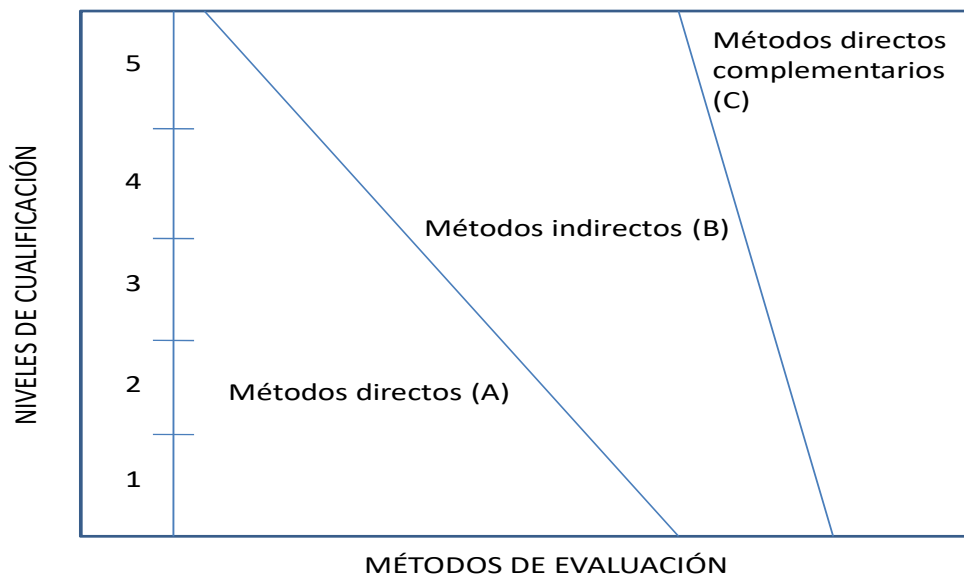 Métodos directos
complementarios
(C)
5
4
Métodos indirectos (B)
3
2
Métodos directos (A)
1
NIVELES DE CUALIFICACIÓN
MÉTODOS DE EVALUACIÓN